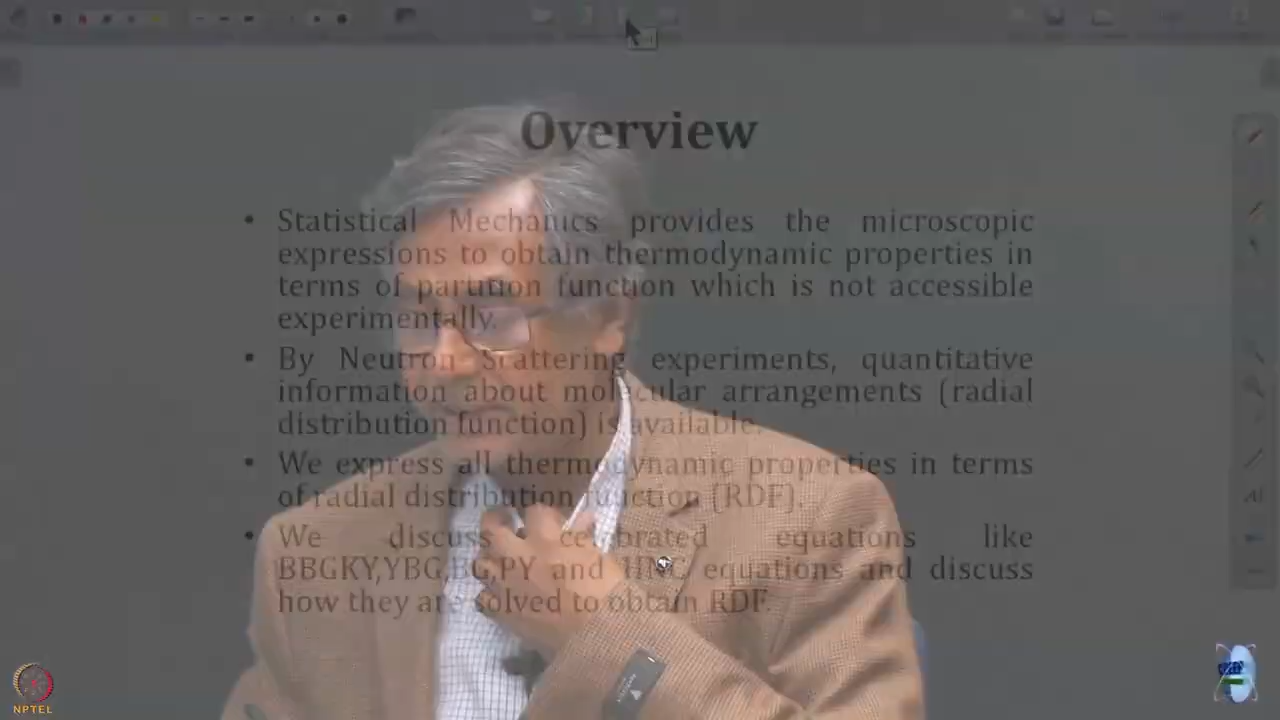 Overview
• Statistical Mechanics provides the microscopic
expressions to obtain thermodynamic properties in
terms of partition function which is not accessible
experimentally.
• By Neutron Scattering experiments, quantitative
information about molecular arrangements (radial
distribution function) is available.
• We express all thermodynamic properties in terms
of radial distribution function (RDF).
• We discuss celebrated equations like
BBGKY,YBG,BG,PY and HNC equations and discuss
how they are solved to obtain RDF.
NPTEL